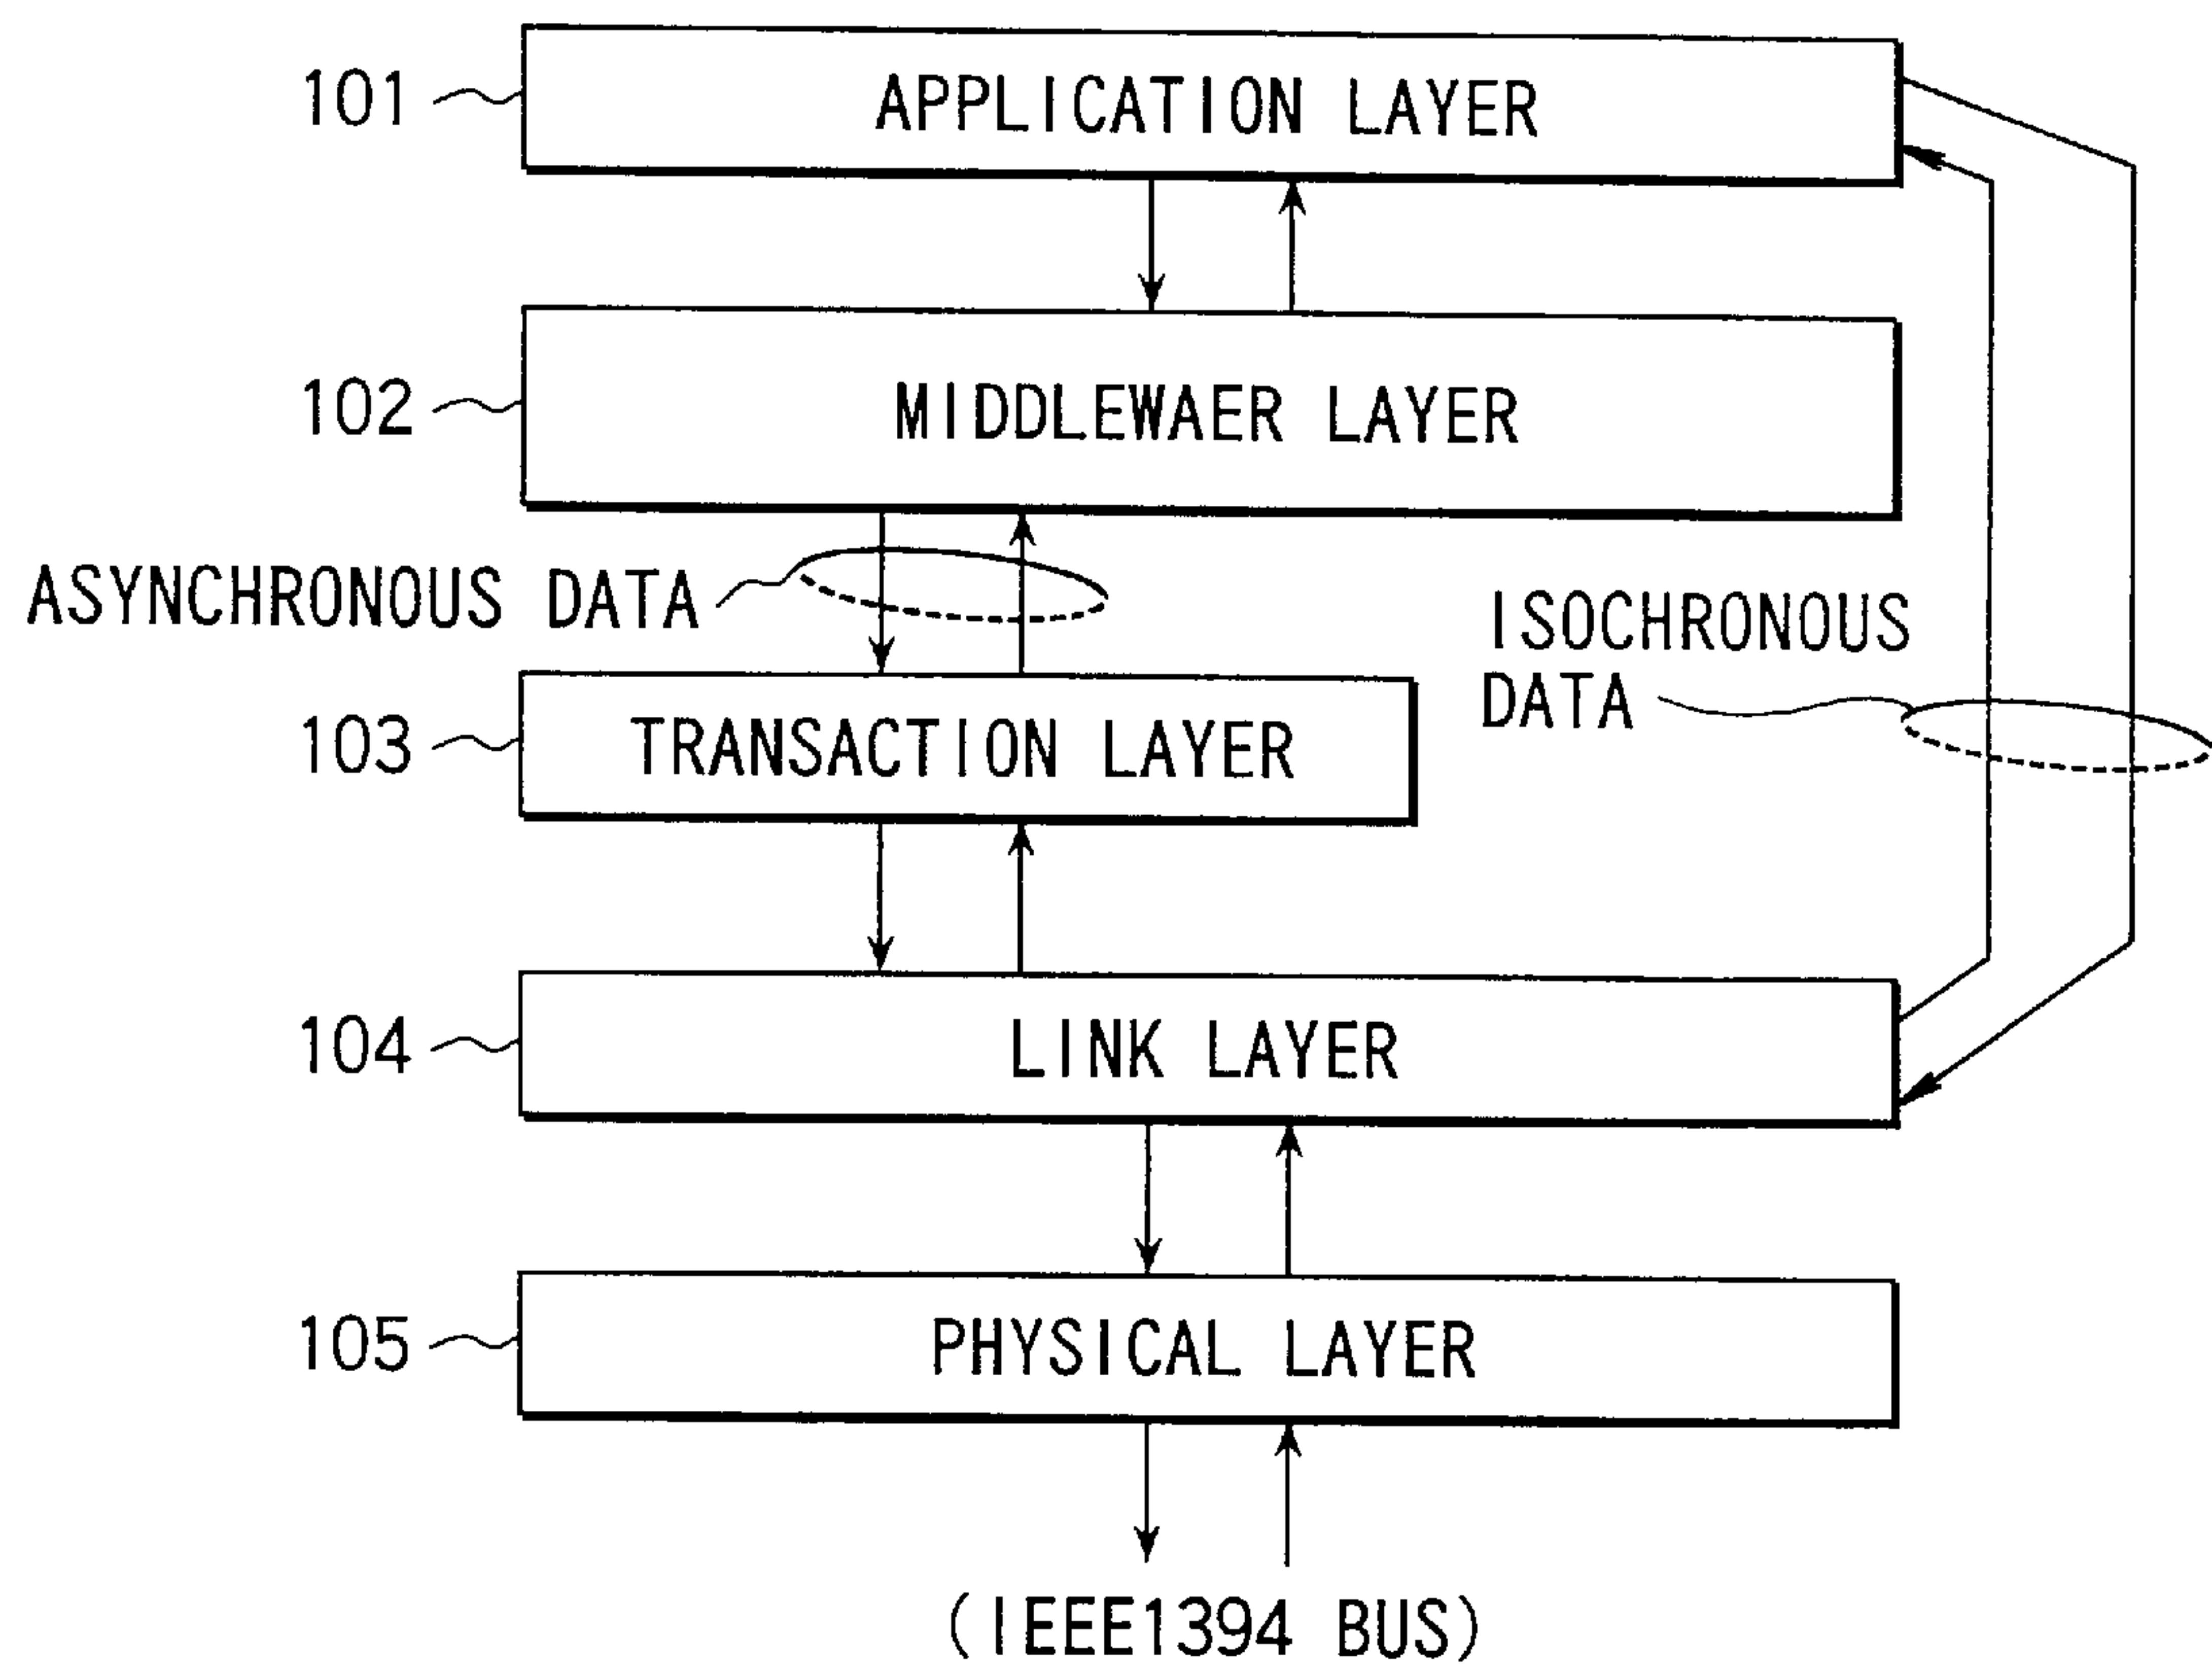 101 APPLICATION LAYER
102 MIDDLEWAER LAYER
ASYNCHRONOUS DATA
ISOCHRONOUS
DATA
103 TRANSACTION LAYER
104 LINK LAYER
105 PHYSICAL LAYER
(IEEE1394 BUS)